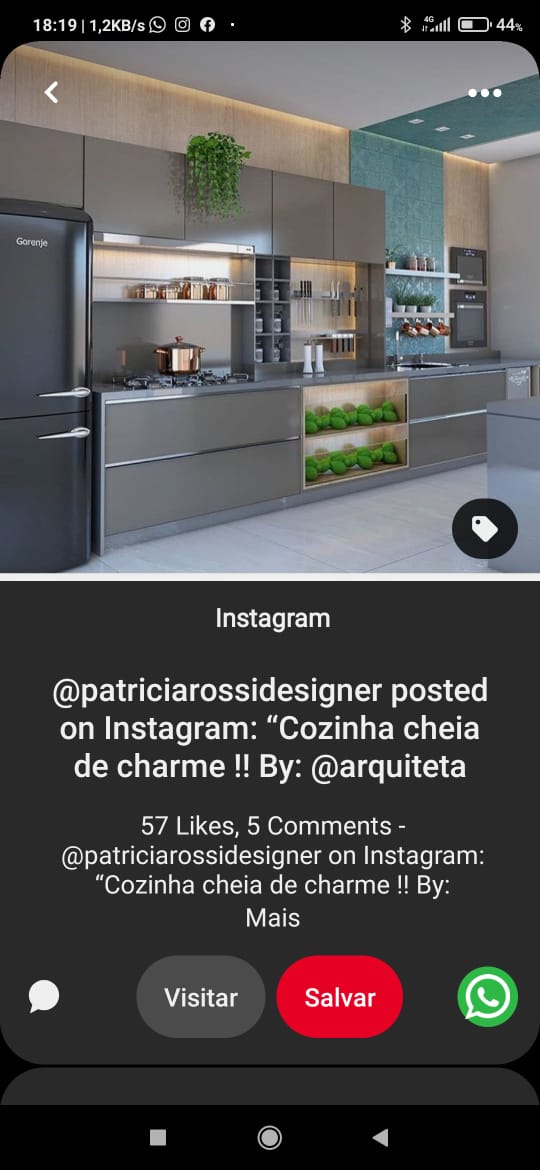 18:19 | 1,2KB/s
4G
44%
Gorenje
Instagram
@patriciarossidesigner posted
on Instagram: “Cozinha cheia
de charme !! By: @arquiteta
57 Likes, 5 Comments -
@patriciarossidesigner on Instagram:
“Cozinha cheia de charme !! By:
Mais
Visitar
Salvar